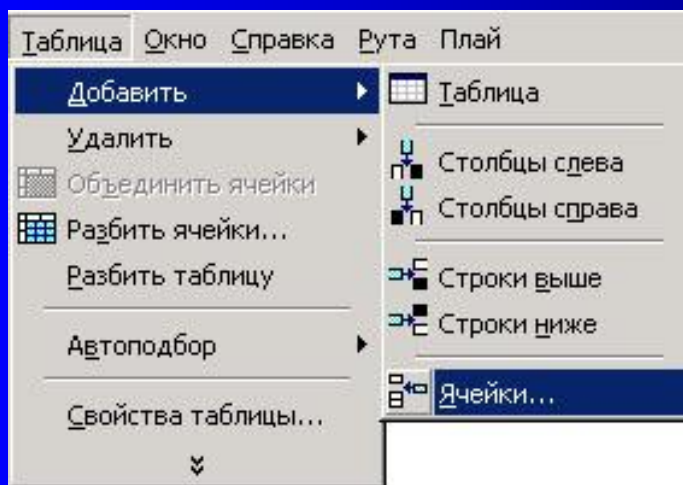 Таблица Окно Справка Рута Плай
Добавить
Удалить
Объединить ячейки
Разбить ячейки...
Разбить таблицу
Автоподбор
Свойства таблицы...
Таблица
Столбцы слева
Столбцы справа
Строки выше
Строки ниже
Ячейки...